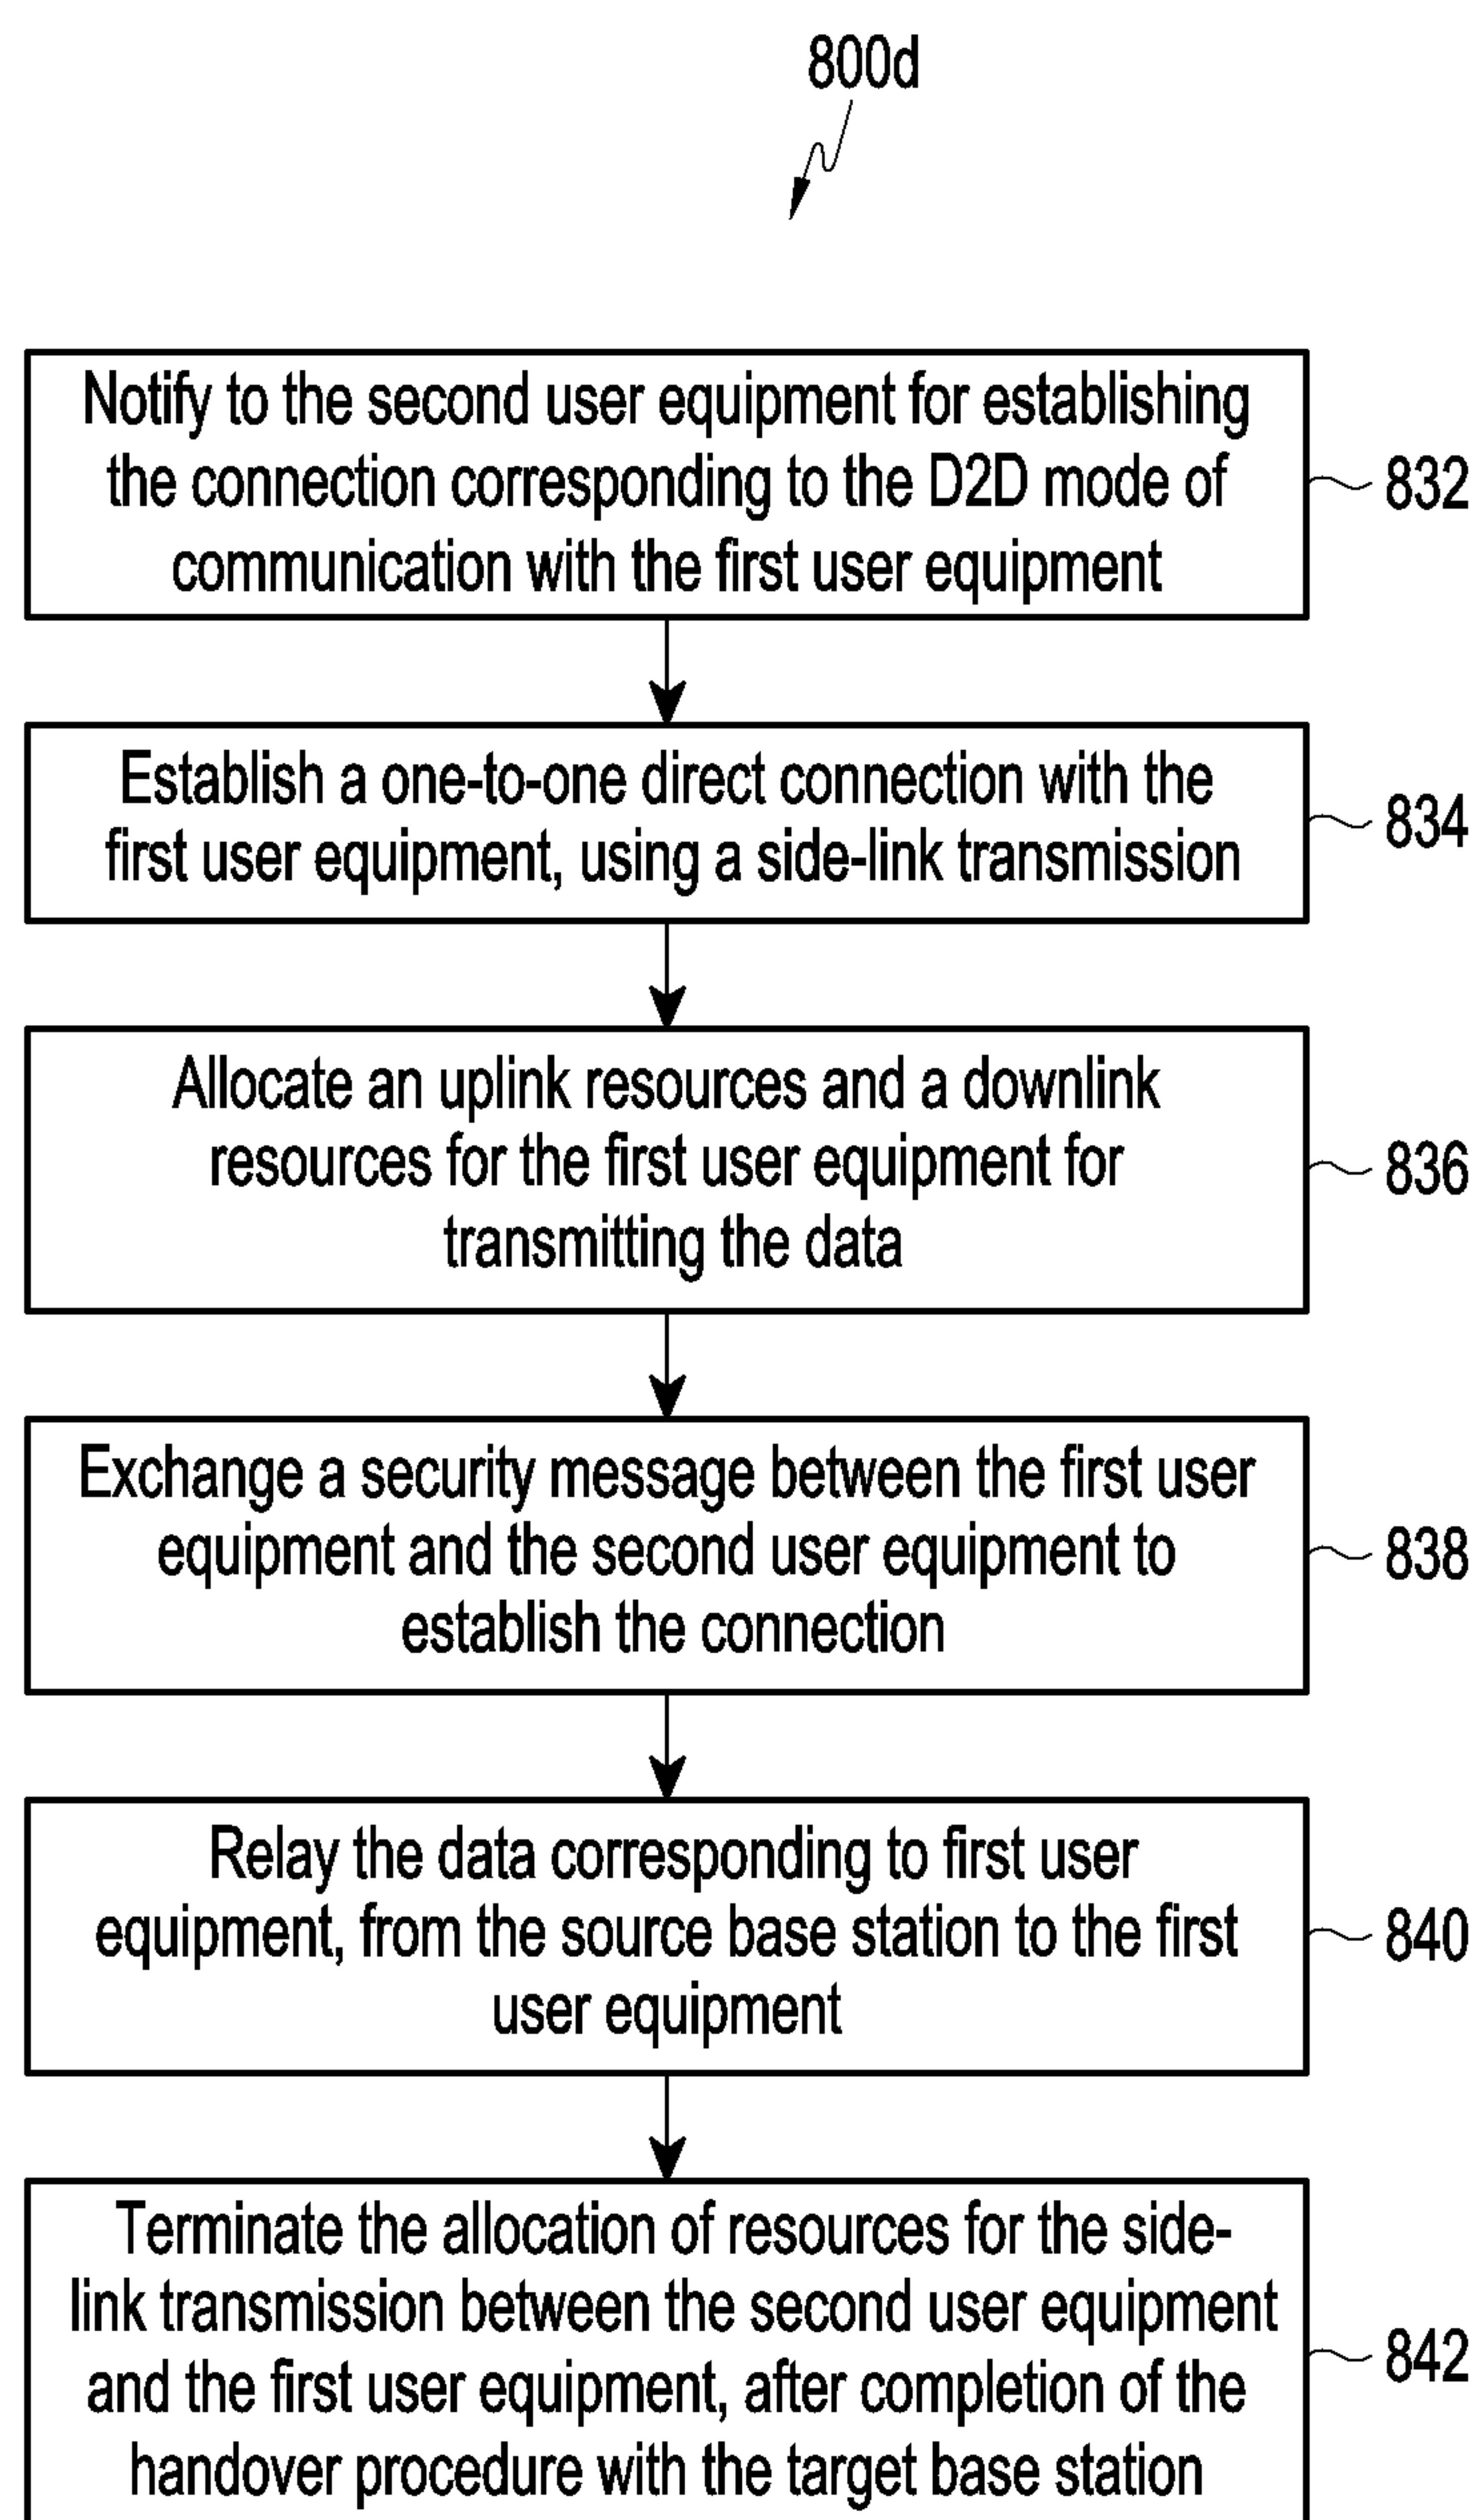 800d
Notify to the second user equipment for establishing
the connection corresponding to the D2D mode of
communication with the first user equipment
832
Establish a one-to-one direct connection with the
first user equipment, using a side-link transmission
834
Allocate an uplink resources and a downlink
resources for the first user equipment for
transmitting the data
836
Exchange a security message between the first user
equipment and the second user equipment to
establish the connection
838
Relay the data corresponding to first user
equipment, from the source base station to the first
user equipment
840
Terminate the allocation of resources for the side-
link transmission between the second user equipment
and the first user equipment, after completion of the
handover procedure with the target base station
842